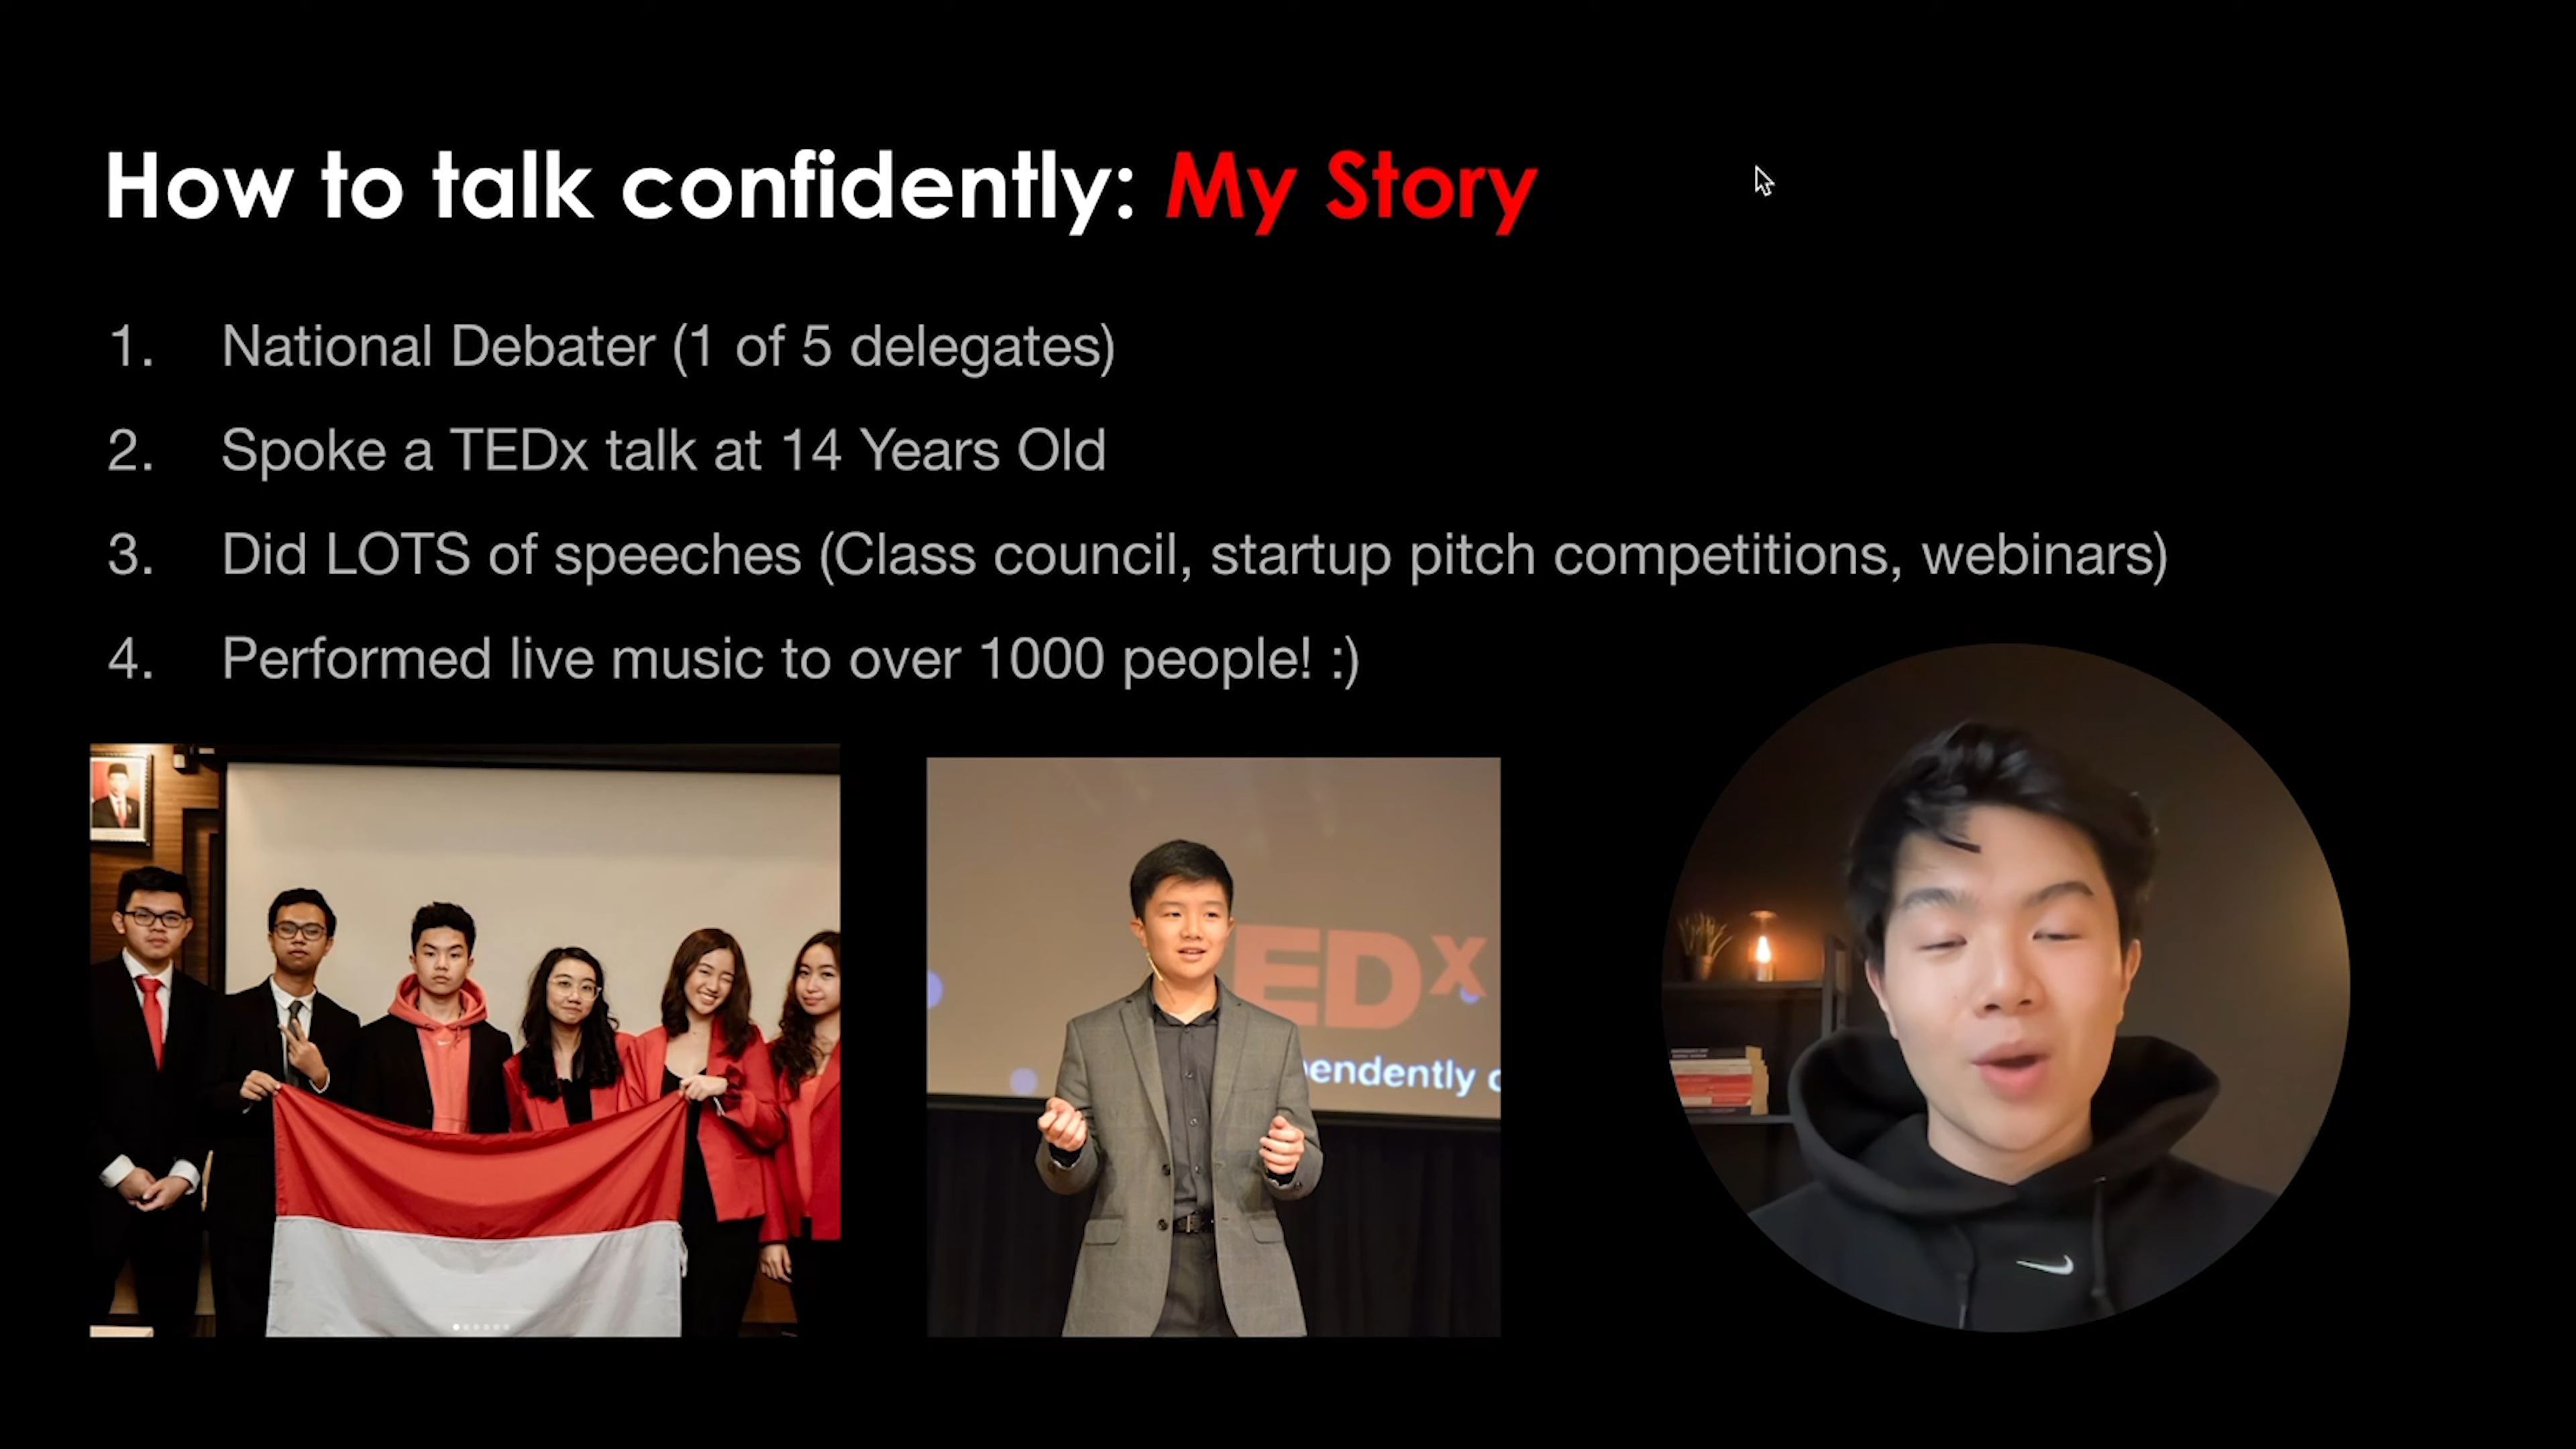 How to talk confidently: My Story
1. National Debater (1 of 5 delegates)
2. Spoke a TEDx talk at 14 Years Old
3. Did LOTS of speeches (Class council, startup pitch competitions, webinars)
4. Performed live music to over 1000 people! :)
EDx
pendently